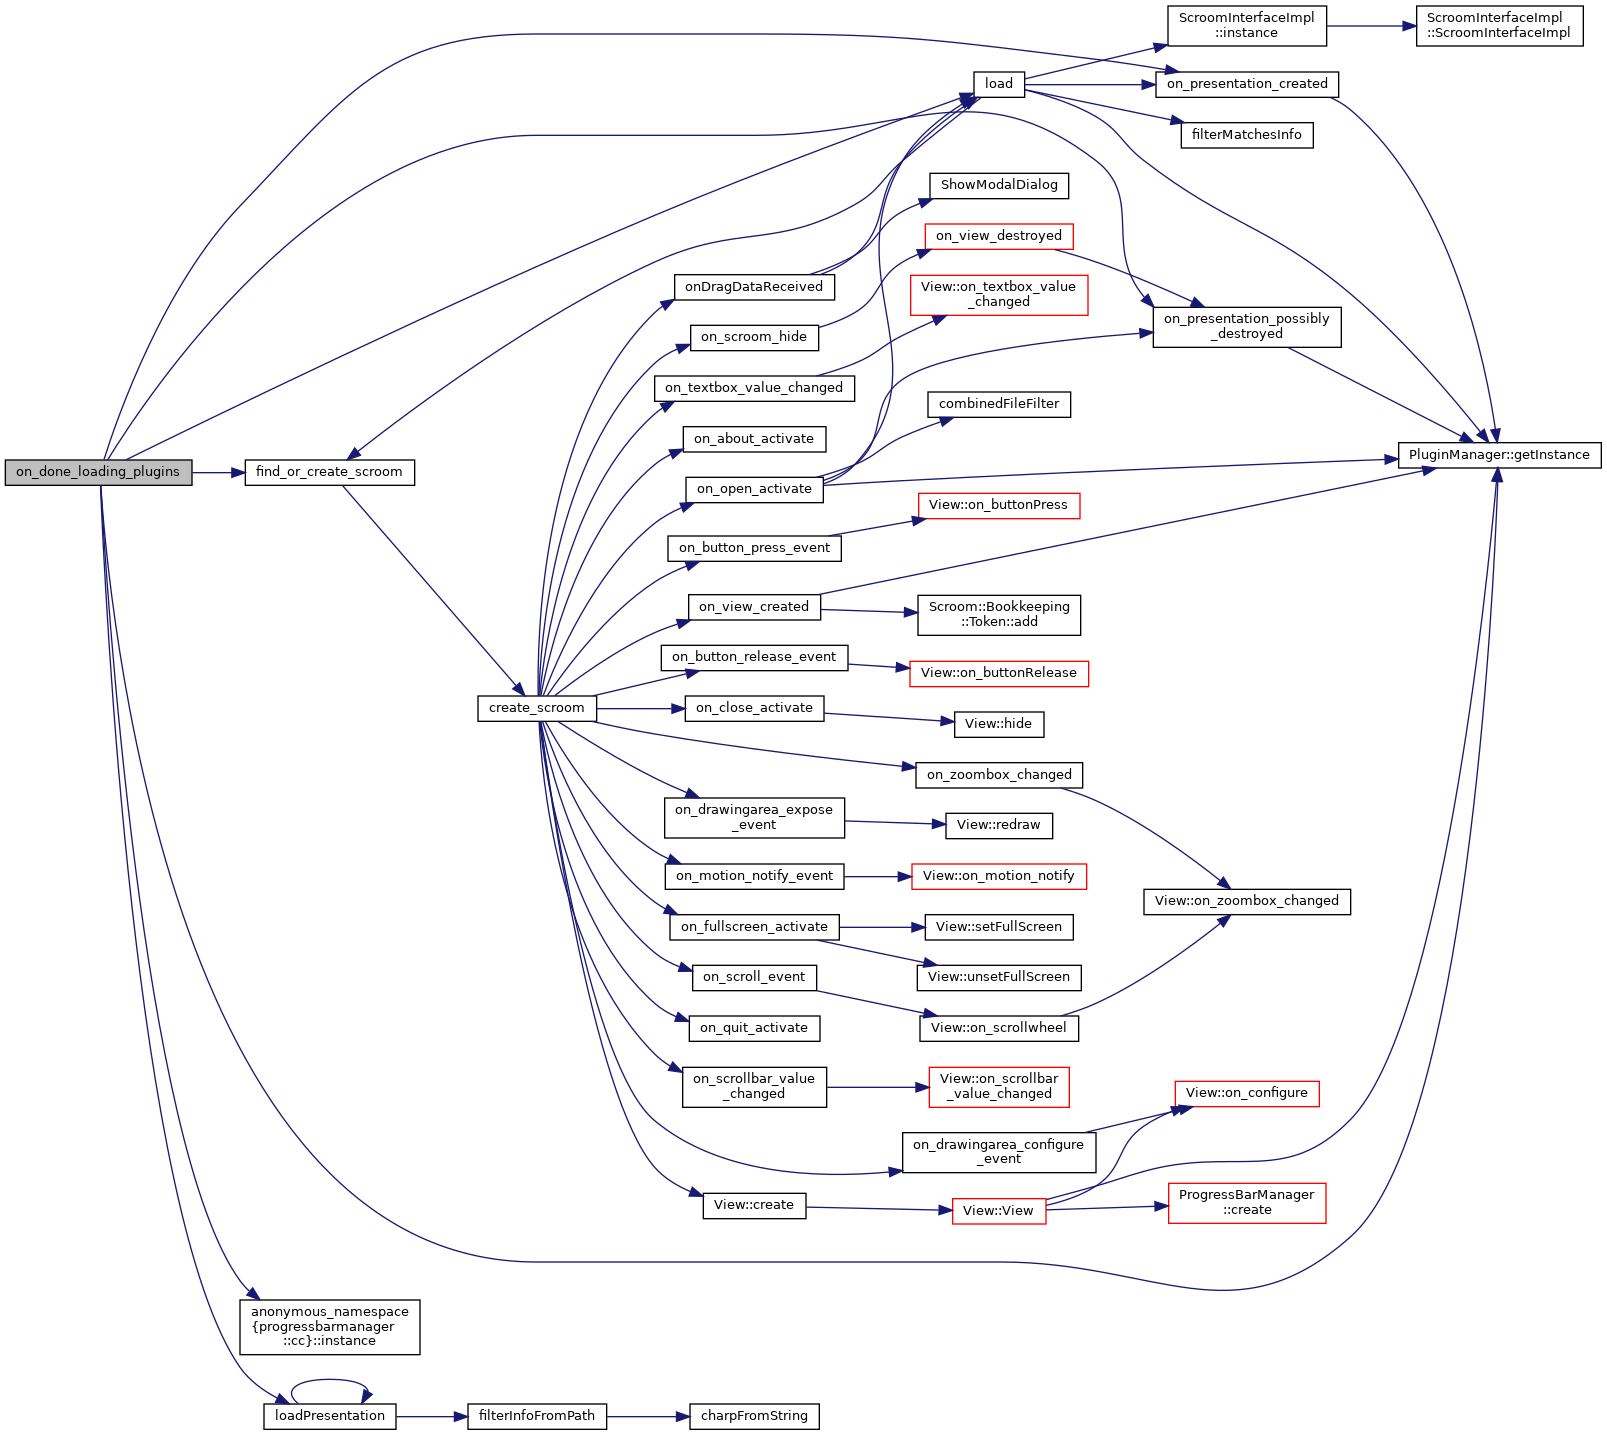 ScroomInterfaceImpl
::instance
ScroomInterfaceImpl
::ScroomInterfaceImpl
load
on_presentation_created
filterMatchesInfo
ShowModalDialog
on_view_destroyed
onDragDataReceived
View::on_textbox_value
_changed
on_presentation_possibly
_destroyed
on_scroom_hide
on_textbox_value_changed
combinedFileFilter
on_about_activate
PluginManager::getInstance
on_done_loading_plugins
find_or_create_scroom
on_open_activate
View::on_buttonPress
on_button_press_event
on_view_created
Scroom::Bookkeeping
::Token::add
on_button_release_event
View::on_buttonRelease
create_scroom
on_close_activate
View::hide
on_zoombox_changed
on_drawingarea_expose
_event
View::redraw
on_motion_notify_event
View::on_motion_notify
View::on_zoombox_changed
on_fullscreen_activate
View::setFullScreen
on_scroll_event
View::unsetFullScreen
on_quit_activate
View::on_scrollwheel
on_scrollbar_value
_changed
View::on_scrollbar
_value_changed
View::on_configure
on_drawingarea_configure
_event
View::create
View::View
ProgressBarManager
::create
anonymous_namespace
{progressbarmanager
::cc}::instance
loadPresentation
filterInfoFromPath
charpFromString